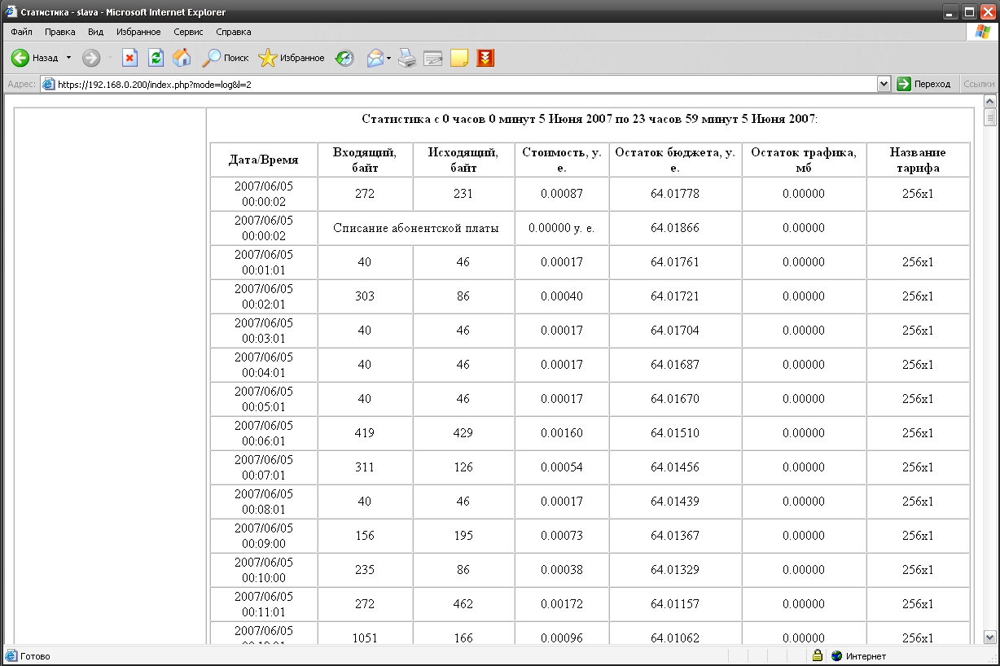 Статистика - slava - Microsoft Internet Explorer
Файл Правка Вид Избранное Сервис Справка
Назад Поиск Избранное
Адрес: https://192.168.0.200/index.php?mode=log&l=2 Переход Ссылки
Статистика с 0 часов 0 минут 5 Июня 2007 по 23 часов 59 минут 5 Июня 2007:
Дата/Время Входящий, Исходящий, Стоимость, у. Остаток бюджета, у. Остаток трафика, Название
байт байт е. е. мб тарифа
2007/06/05
00:00:02 272 231 0.00087 64.01778 0.00000 256x1
2007/06/05
00:00:02 Списание абонентской платы 0.00000 у. е. 64.01866 0.00000
2007/06/05
00:01:01 40 46 0.00017 64.01761 0.00000 256x1
2007/06/05
00:02:01 303 86 0.00040 64.01721 0.00000 256x1
2007/06/05
00:03:01 40 46 0.00017 64.01704 0.00000 256x1
2007/06/05
00:04:01 40 46 0.00017 64.01687 0.00000 256x1
2007/06/05
00:05:01 40 46 0.00017 64.01670 0.00000 256x1
2007/06/05
00:06:01 419 429 0.00160 64.01510 0.00000 256x1
2007/06/05
00:07:01 311 126 0.00054 64.01456 0.00000 256x1
2007/06/05
00:08:01 40 46 0.00017 64.01439 0.00000 256x1
2007/06/05
00:09:00 156 195 0.00073 64.01367 0.00000 256x1
2007/06/05
00:10:00 235 86 0.00038 64.01329 0.00000 256x1
2007/06/05
00:11:01 272 462 0.00172 64.01157 0.00000 256x1
2007/06/05
1051 166 0.00096 64.01062 0.00000 256x1
Готово Интернет